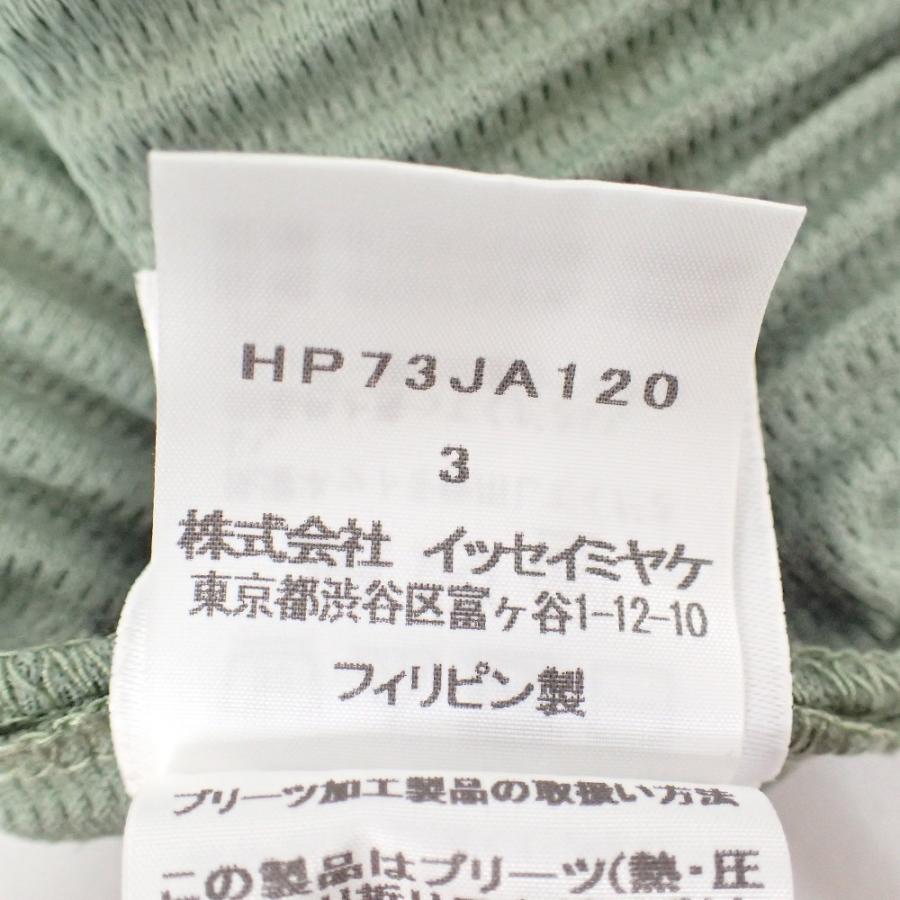 HP73JA120
3
株式会社 イッセイミヤケ
東京都渋谷区富ヶ谷1-12-10
フィリピン製
プリーツ加工製品の取扱い方法
この製品はプリーツ(熱・圧